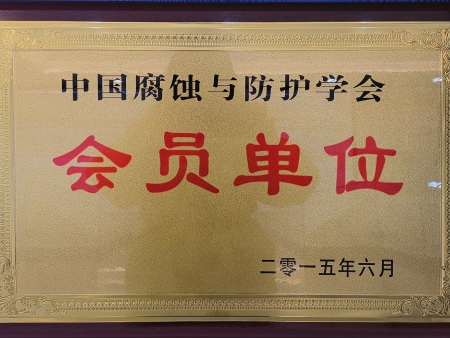 中国腐蚀与防护学会
会员单位
二零一五年六月